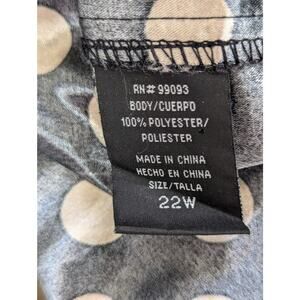 RN# 99093
BODY/CUERPO
100% POLYESTER/
POLIESTER
MADE IN CHINA
HECHO EN CHINA
SIZE/TALLA
22W